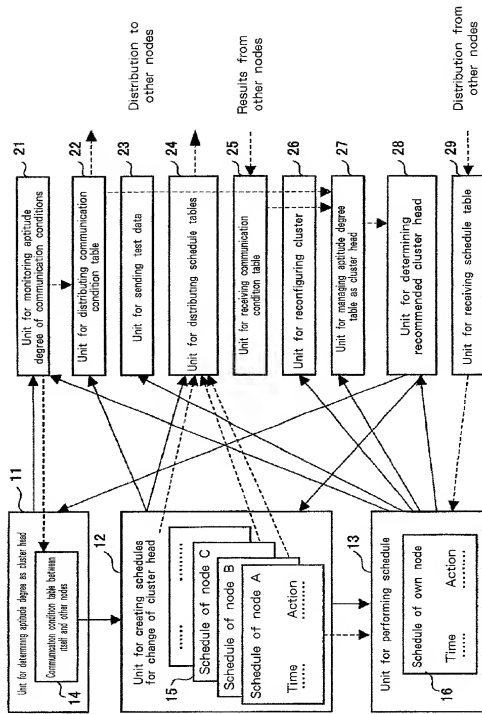 11
Unit for determining aptitude degree as cluster head
Communication condition table between
itself and other nodes
14
12
Unit for creating schedules
for change of cluster head
15
Schedule of node C
Schedule of node B
Schedule of node A
Time
Action
13
Unit for performing schedule
Schedule of own node
Time
Action
16
21
Unit for monitoring aptitude
degree of communication conditions
22
Unit for distributing communication
condition table
23
Unit for sending test data
24
Unit for distributing schedule tables
25
Unit for receiving communication
condition table
26
Unit for reconfiguring cluster
27
Unit for managing aptitude degree
table as cluster head
28
Unit for determining
recommended cluster head
29
Unit for receiving schedule table
Distribution to
other nodes
Results from
other nodes
Distribution from
other nodes